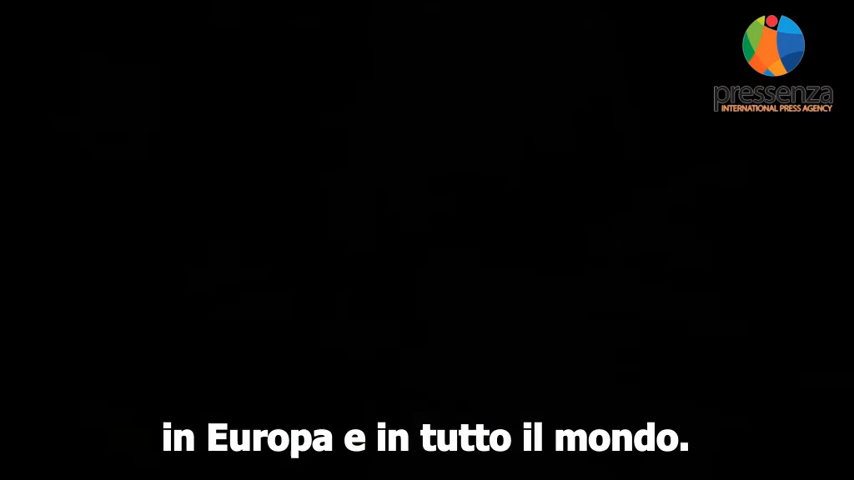 pressenza
INTERNATIONAL PRESS AGENCY
in Europa e in tutto il mondo.